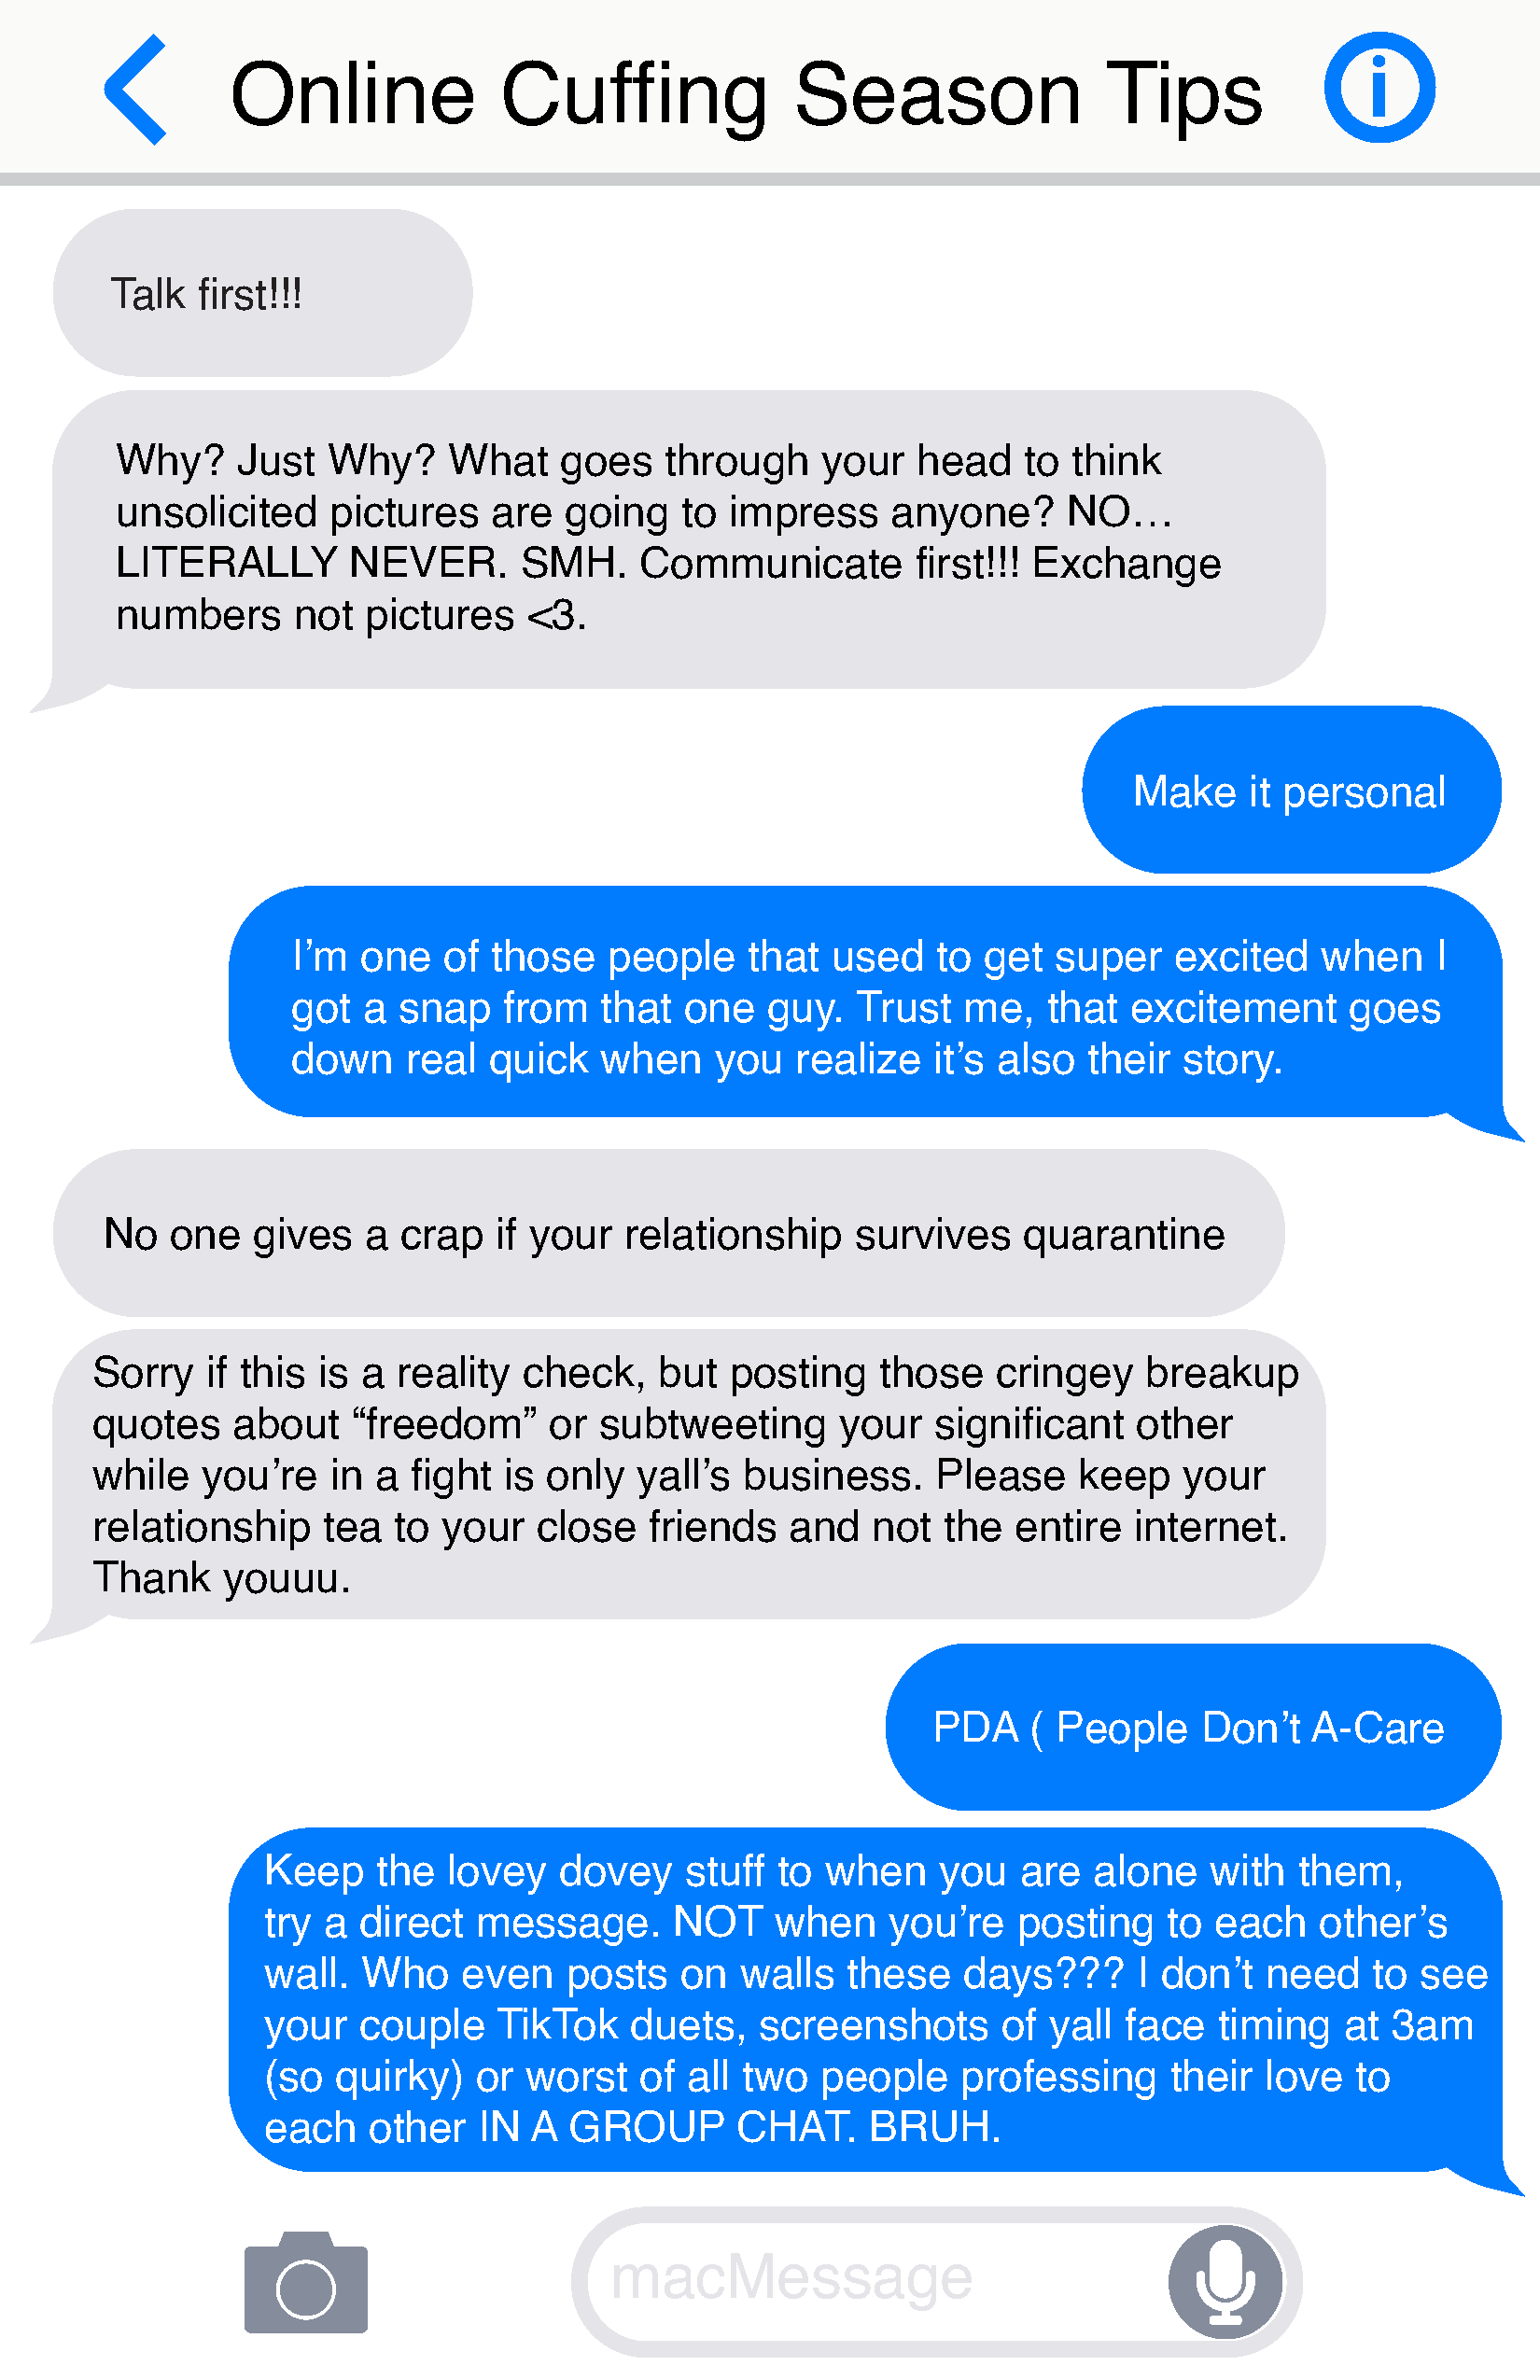 Online Cuffing Season Tips
Talk first!!!
Why? Just Why? What goes through your head to think
unsolicited pictures are going to impress anyone? NO…
LITERALLY NEVER. SMH. Communicate first!!! Exchange
numbers not pictures <3.
Make it personal
I’m one of those people that used to get super excited when I
got a snap from that one guy. Trust me, that excitement goes
down real quick when you realize it’s also their story.
No one gives a crap if your relationship survives quarantine
Sorry if this is a reality check, but posting those cringey breakup
quotes about “freedom” or subtweeting your significant other
while you’re in a fight is only yall’s business. Please keep your
relationship tea to your close friends and not the entire internet.
Thank youuu.
PDA ( People Don’t A-Care
Keep the lovey dovey stuff to when you are alone with them,
try a direct message. NOT when you’re posting to each other’s
wall. Who even posts on walls these days??? I don’t need to see
your couple TikTok duets, screenshots of yall face timing at 3am
(so quirky) or worst of all two people professing their love to
each other IN A GROUP CHAT. BRUH.
macMessage